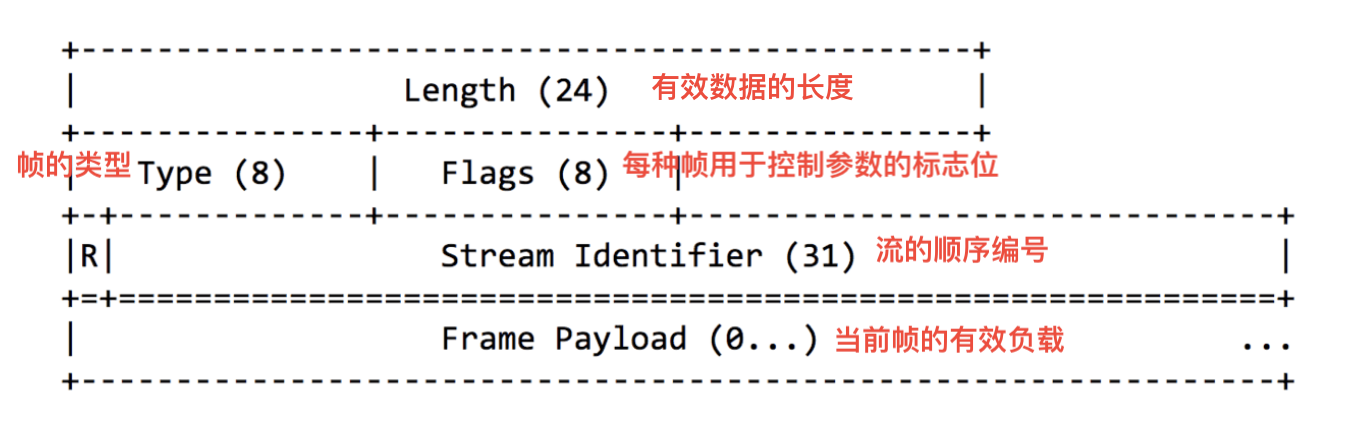 +-----------------------------------------------+
| Length (24) 有效数据的长度 |
+---------------+---------------+---------------+
帧的类型 | Type (8) | Flags (8) 每种帧用于控制参数的标志位 |
+-+-------------+---------------+-------------------------------+
|R| Stream Identifier (31) 流的顺序编号 |
+=+=============================================================+
| Frame Payload (0...) 当前帧的有效负载 ...
+---------------------------------------------------------------+